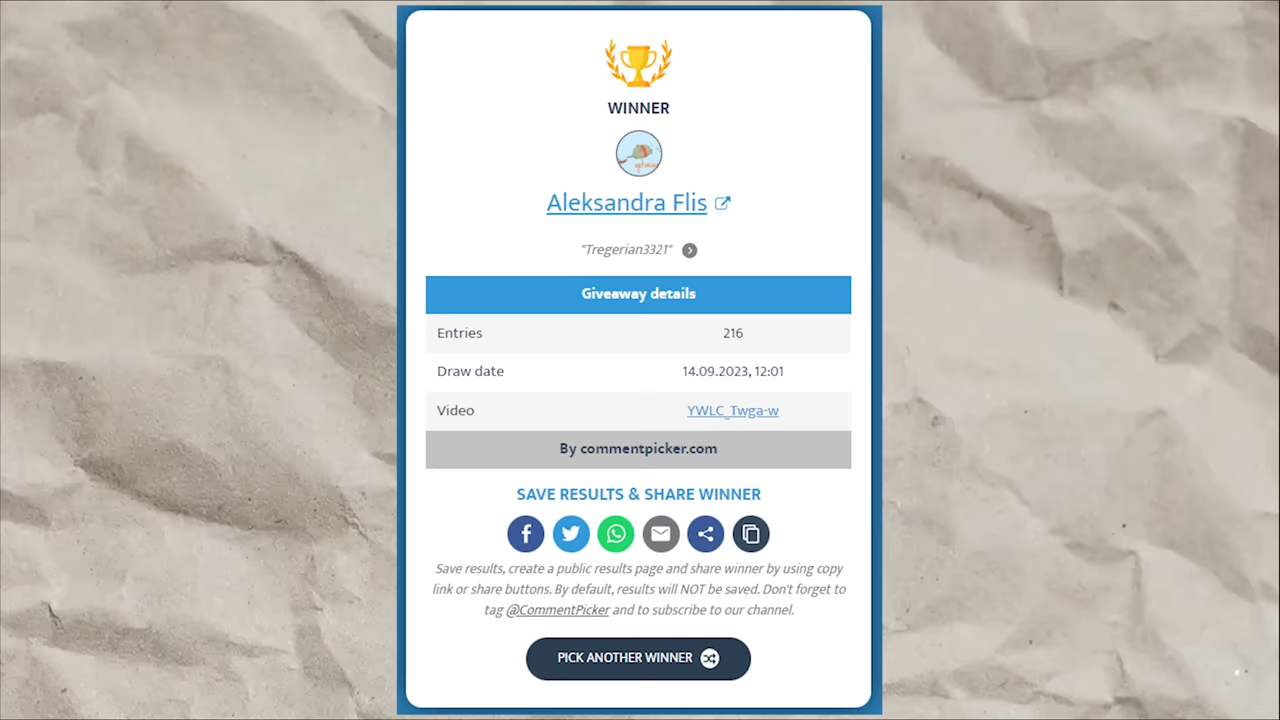 WINNER
Aleksandra Flis
"Tregerian3321"
Giveaway details
Entries 216
Draw date 14.09.2023, 12:01
Video YWLC_Twga-w
By commentpicker.com
SAVE RESULTS & SHARE WINNER
Save results, create a public results page and share winner by using copy
link or share buttons. By default, results will NOT be saved. Don't forget to
tag @CommentPicker and to subscribe to our channel.
PICK ANOTHER WINNER